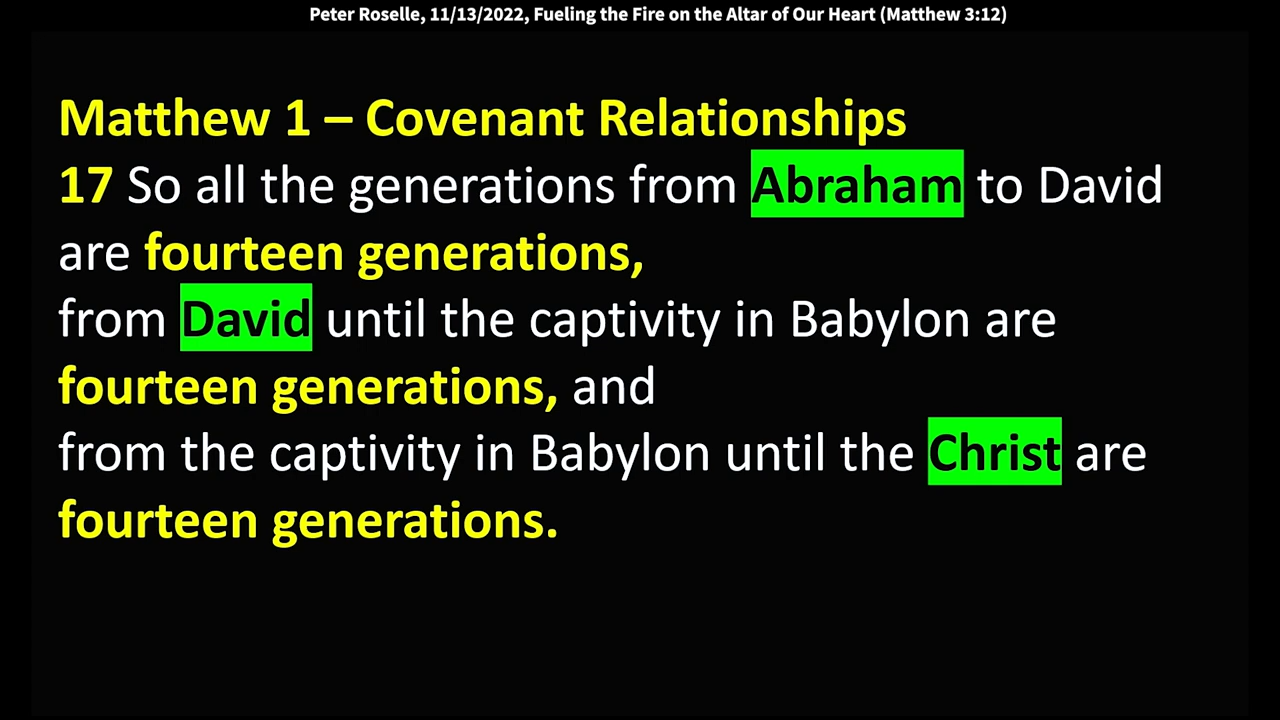 Peter Roselle, 11/13/2022, Fueling the Fire on the Altar of Our Heart (Matthew 3:12)
Matthew 1 – Covenant Relationships
17 So all the generations from Abraham to David
are fourteen generations,
from David until the captivity in Babylon are
fourteen generations, and
from the captivity in Babylon until the Christ are
fourteen generations.